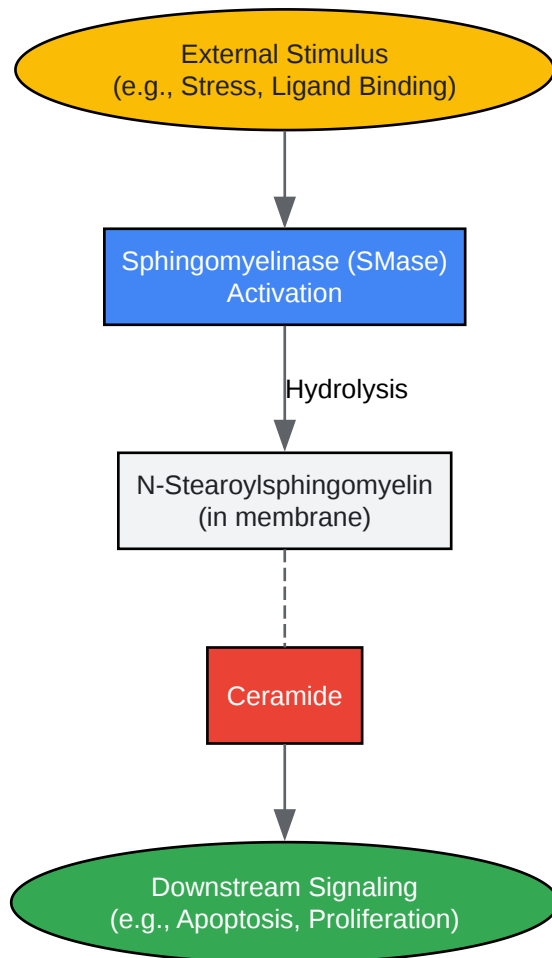 External Stimulus
(e.g., Stress, Ligand Binding)
Sphingomyelinase (SMase)
Activation
Hydrolysis
N-Stearoylsphingomyelin
(in membrane)
Ceramide
Downstream Signaling
(e.g., Apoptosis, Proliferation)